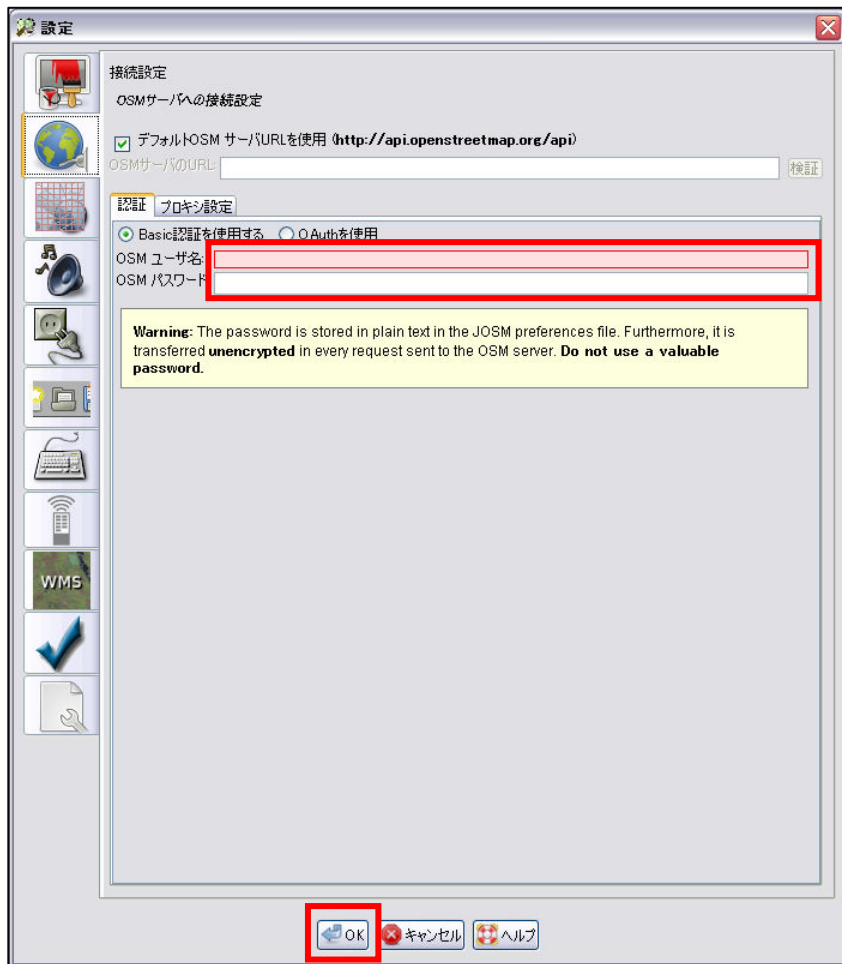 設定
接続設定
OSMサーバへの接続設定
デフォルトOSM サーバURLを使用 (http://api.openstreetmap.org/api)
OSMサーバのURL:
検証
認証 プロキシ設定
Basic認証を使用する OAuthを使用
OSM ユーザ名:
OSM パスワード
Warning: The password is stored in plain text in the JOSM preferences file. Furthermore, it is
transferred unencrypted in every request sent to the OSM server. Do not use a valuable
password.
WMS
OK キャンセル ヘルプ